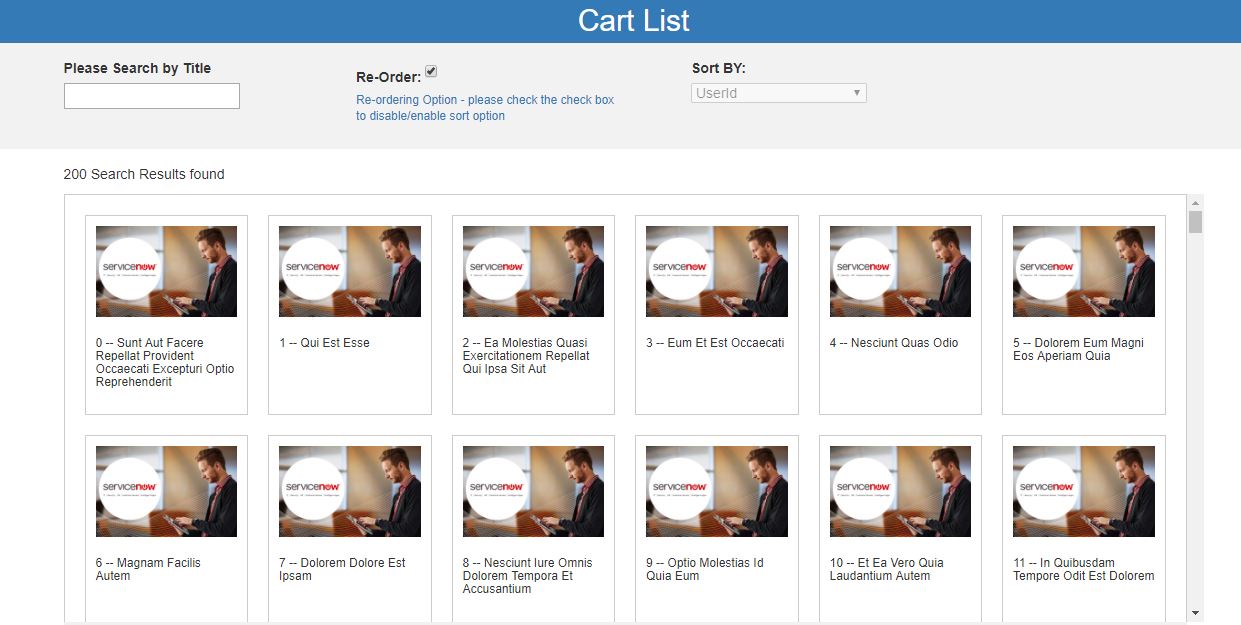 Cart List
Please Search by Title
Re-Order:
Re-ordering Option - please check the check box
to disable/enable sort option
Sort BY:
UserId
200 Search Results found
servicenow
servicenow
servicenow
servicenow
servicenow
servicenow
0 -- Sunt Aut Facere
Repellat Provident
Occaecati Excepturi Optio
Reprehenderit
1 -- Qui Est Esse
2 -- Ea Molestias Quasi
Exercitationem Repellat
Qui Ipsa Sit Aut
3 -- Eum Et Est Occaecati
4 -- Nesciunt Quas Odio
5 -- Dolorem Eum Magni
Eos Aperiam Quia
servicenow
servicenow
servicenow
servicenow
servicenow
servicenow
6 -- Magnam Facilis
Autem
7 -- Dolorem Dolore Est
Ipsam
8 -- Nesciunt Iure Omnis
Dolorem Tempora Et
Accusantium
9 -- Optio Molestias Id
Quia Eum
10 -- Et Ea Vero Quia
Laudantium Autem
11 -- In Quibusdam
Tempore Odit Est Dolorem